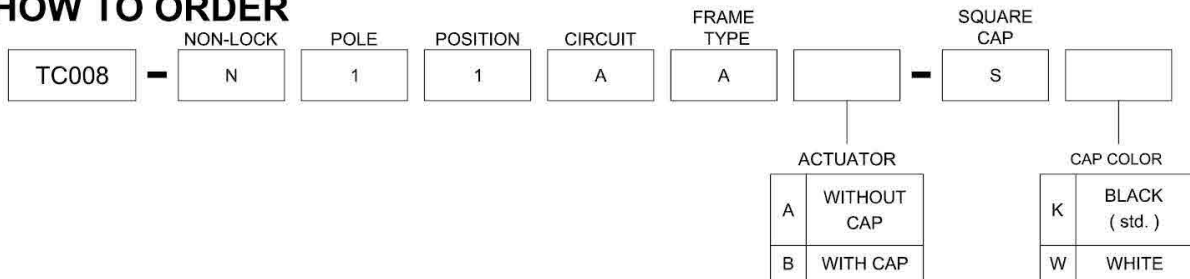 HOW TO ORDER
FRAME
TYPE
SQUARE
CAP
NON-LOCK POLE POSITION CIRCUIT
TC008 - N 1 1 A A - S
ACTUATOR
A WITHOUT
CAP
B WITH CAP
CAP COLOR
K BLACK
( std. )
W WHITE